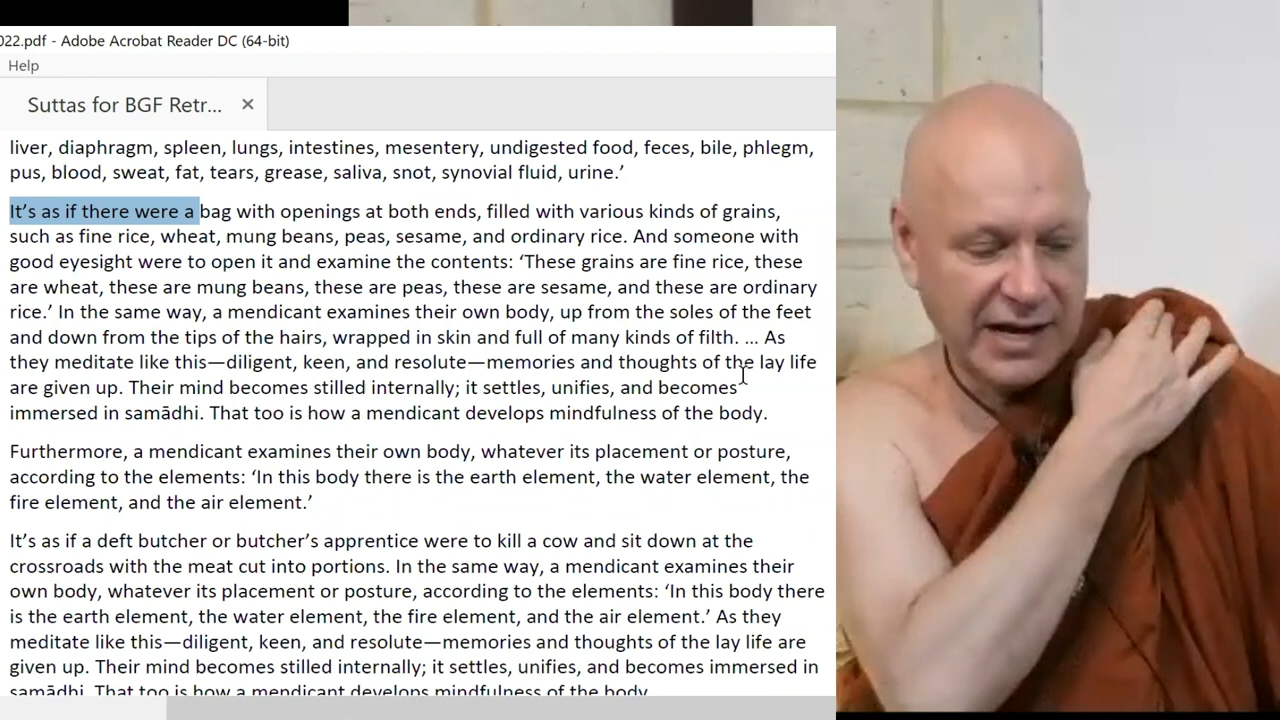 022.pdf - Adobe Acrobat Reader DC (64-bit)
Help
Suttas for BGF Retr... ×
liver, diaphragm, spleen, lungs, intestines, mesentery, undigested food, feces, bile, phlegm,
pus, blood, sweat, fat, tears, grease, saliva, snot, synovial fluid, urine.’
It’s as if there were a bag with openings at both ends, filled with various kinds of grains,
such as fine rice, wheat, mung beans, peas, sesame, and ordinary rice. And someone with
good eyesight were to open it and examine the contents: ‘These grains are fine rice, these
are wheat, these are mung beans, these are peas, these are sesame, and these are ordinary
rice.’ In the same way, a mendicant examines their own body, up from the soles of the feet
and down from the tips of the hairs, wrapped in skin and full of many kinds of filth. … As
they meditate like this—diligent, keen, and resolute—memories and thoughts of the lay life
are given up. Their mind becomes stilled internally; it settles, unifies, and becomes
immersed in samādhi. That too is how a mendicant develops mindfulness of the body.
Furthermore, a mendicant examines their own body, whatever its placement or posture,
according to the elements: ‘In this body there is the earth element, the water element, the
fire element, and the air element.’
It’s as if a deft butcher or butcher’s apprentice were to kill a cow and sit down at the
crossroads with the meat cut into portions. In the same way, a mendicant examines their
own body, whatever its placement or posture, according to the elements: ‘In this body there
is the earth element, the water element, the fire element, and the air element.’ As they
meditate like this—diligent, keen, and resolute—memories and thoughts of the lay life are
given up. Their mind becomes stilled internally; it settles, unifies, and becomes immersed in
samādhi. That too is how a mendicant develops mindfulness of the body.